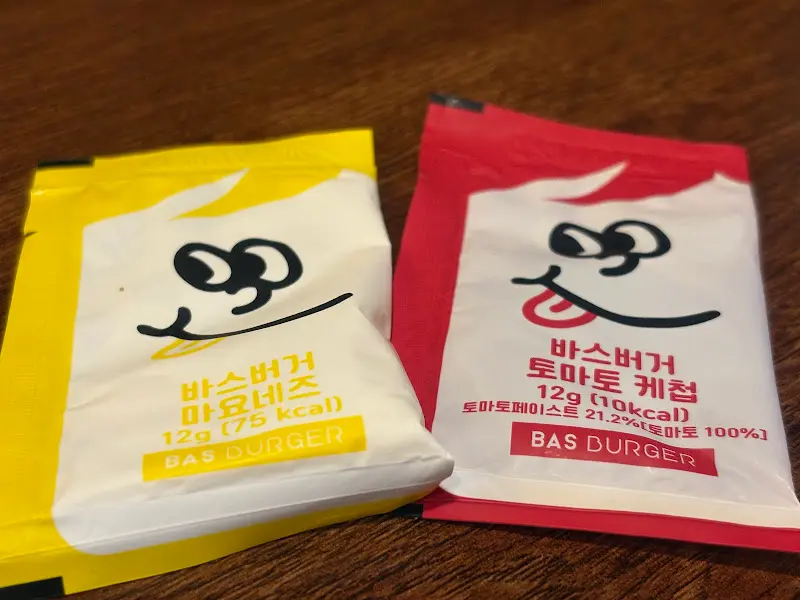 바스버거
마요네즈
12g (75 kcal)
BAS BURGER
바스버거
토마토 케첩
12g (10kcal)
토마토페이스트 21.2%[토마토 100%]
BAS BURGER